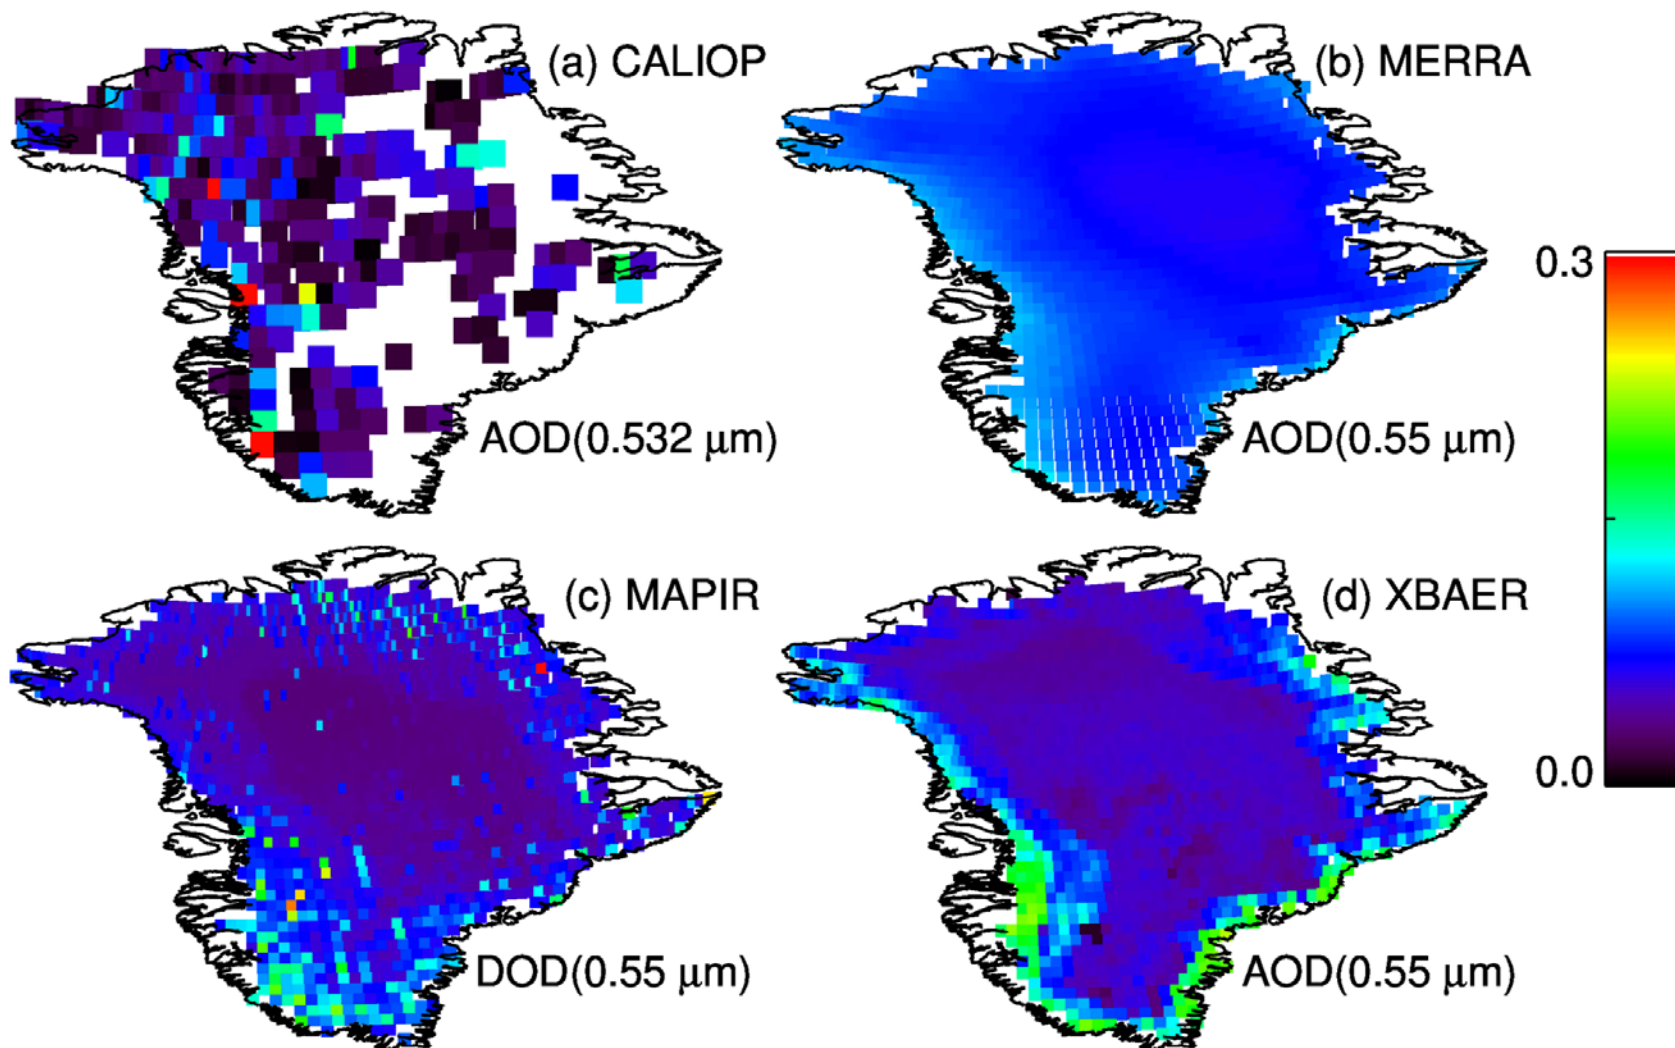 (a) CALIOP
(b) MERRA
AOD(0.532 μm)
AOD(0.55 μm)
0.3
0.0
(c) MAPIR
(d) XBAER
DOD(0.55 μm)
AOD(0.55 μm)